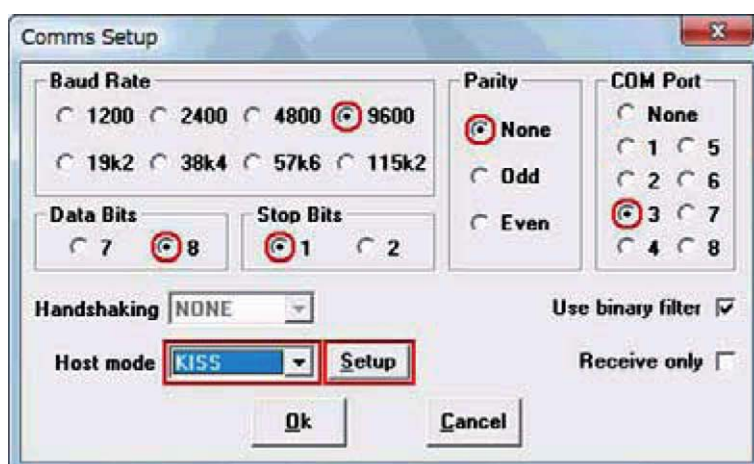 Comms Setup
Baud Rate
1200 2400 4800 9600
19k2 38k4 57k6 115k2
Parity
None
Odd
Even
COM Port
None
1 5
2 6
3 7
4 8
Data Bits
7 8
Stop Bits
1 2
Handshaking NONE
Use binary filter
Host mode KISS Setup
Receive only
Ok Cancel